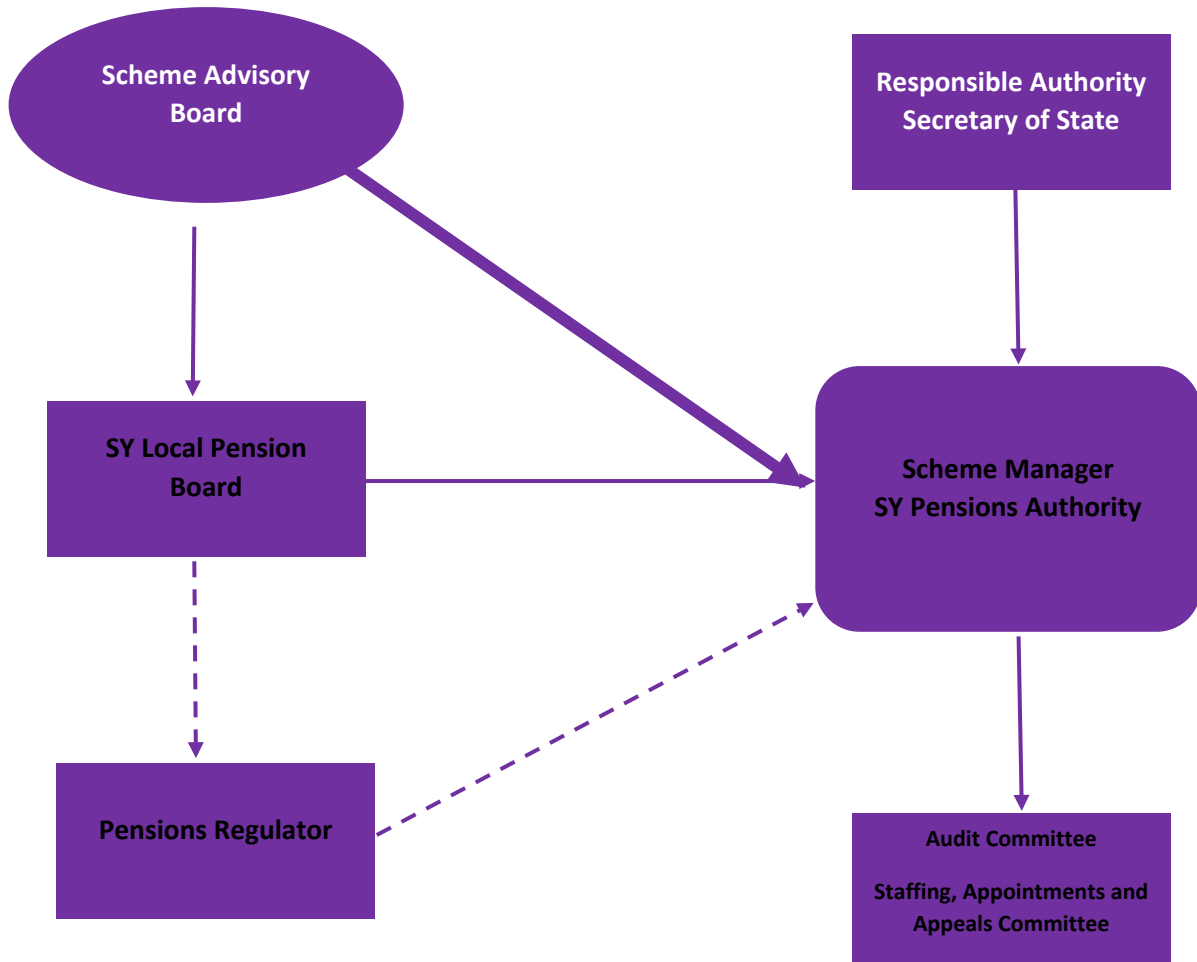 Scheme Advisory
Board
Responsible Authority
Secretary of State
SY Local Pension
Board
Scheme Manager
SY Pensions Authority
Pensions Regulator
Audit Committee
Staffing, Appointments and
Appeals Committee